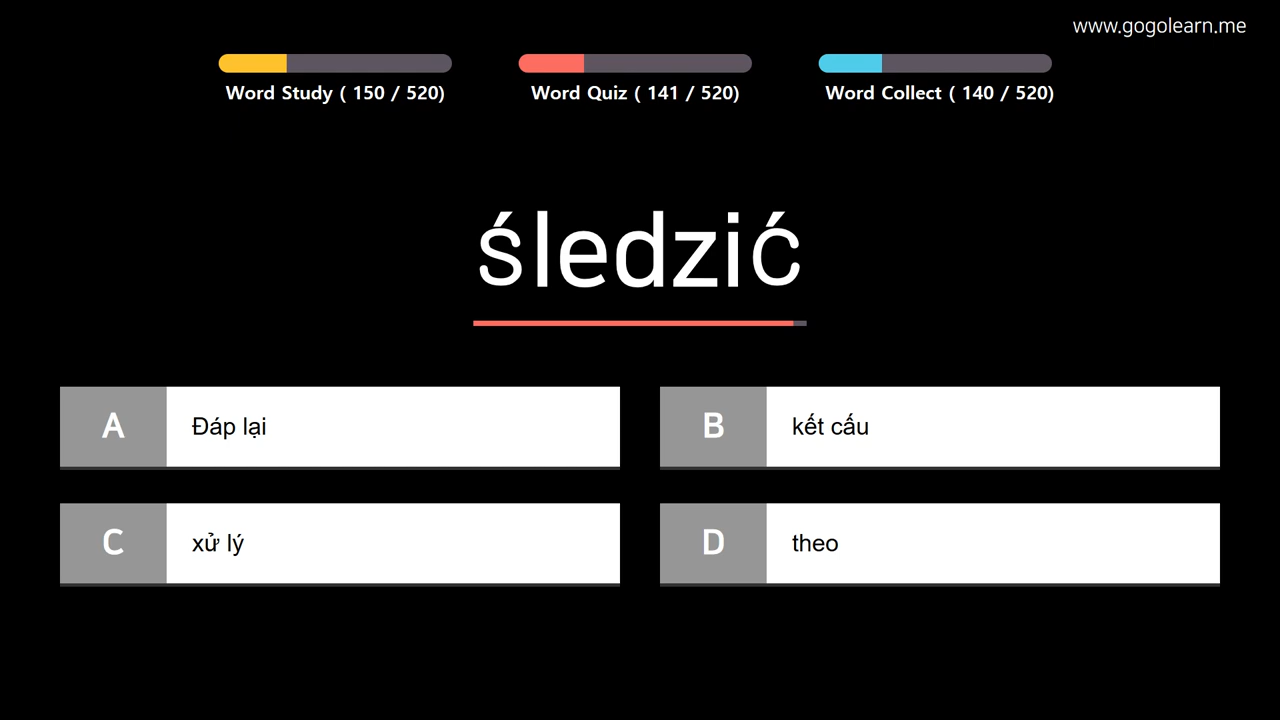 www.gogolearn.me
Word Study ( 150 / 520)
Word Quiz ( 141 / 520)
Word Collect ( 140 / 520)
śledzić
A Đáp lại
B kết cấu
C xử lý
D theo